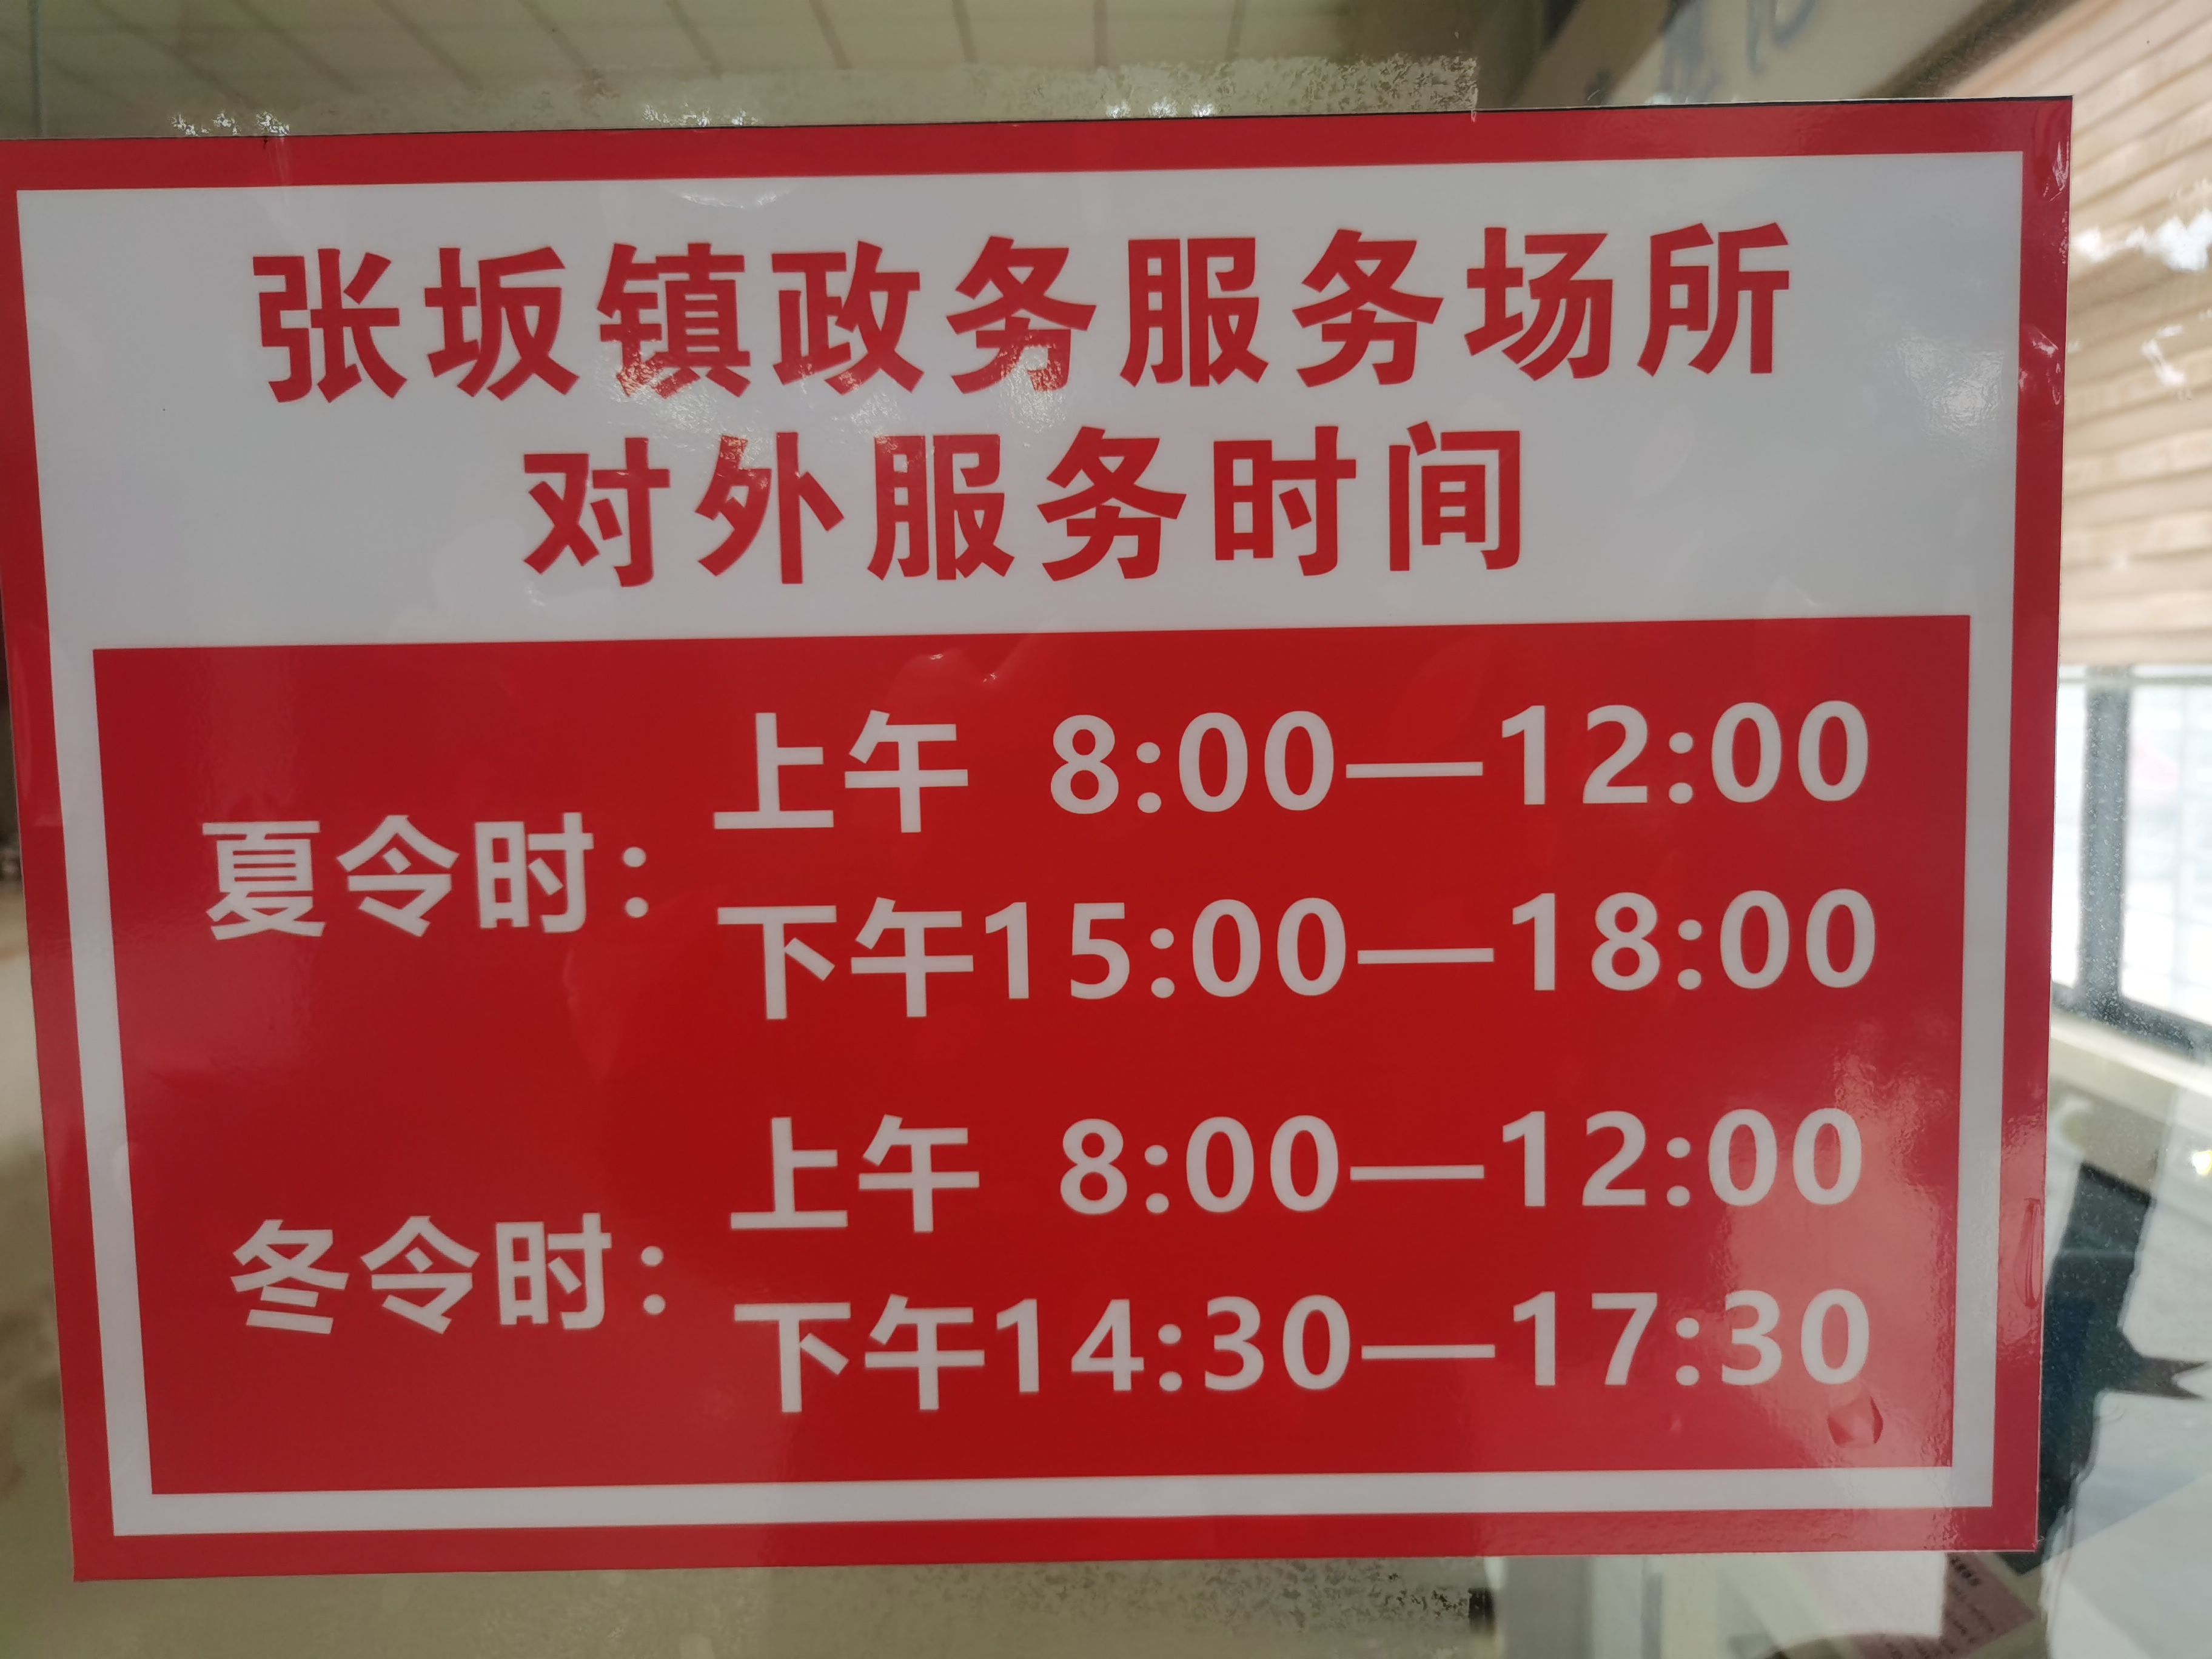 张坂镇政务服务场所
对外服务时间
夏令时：
上午 8:00—12:00
下午15:00—18:00
冬令时：
上午 8:00—12:00
下午14:30—17:30